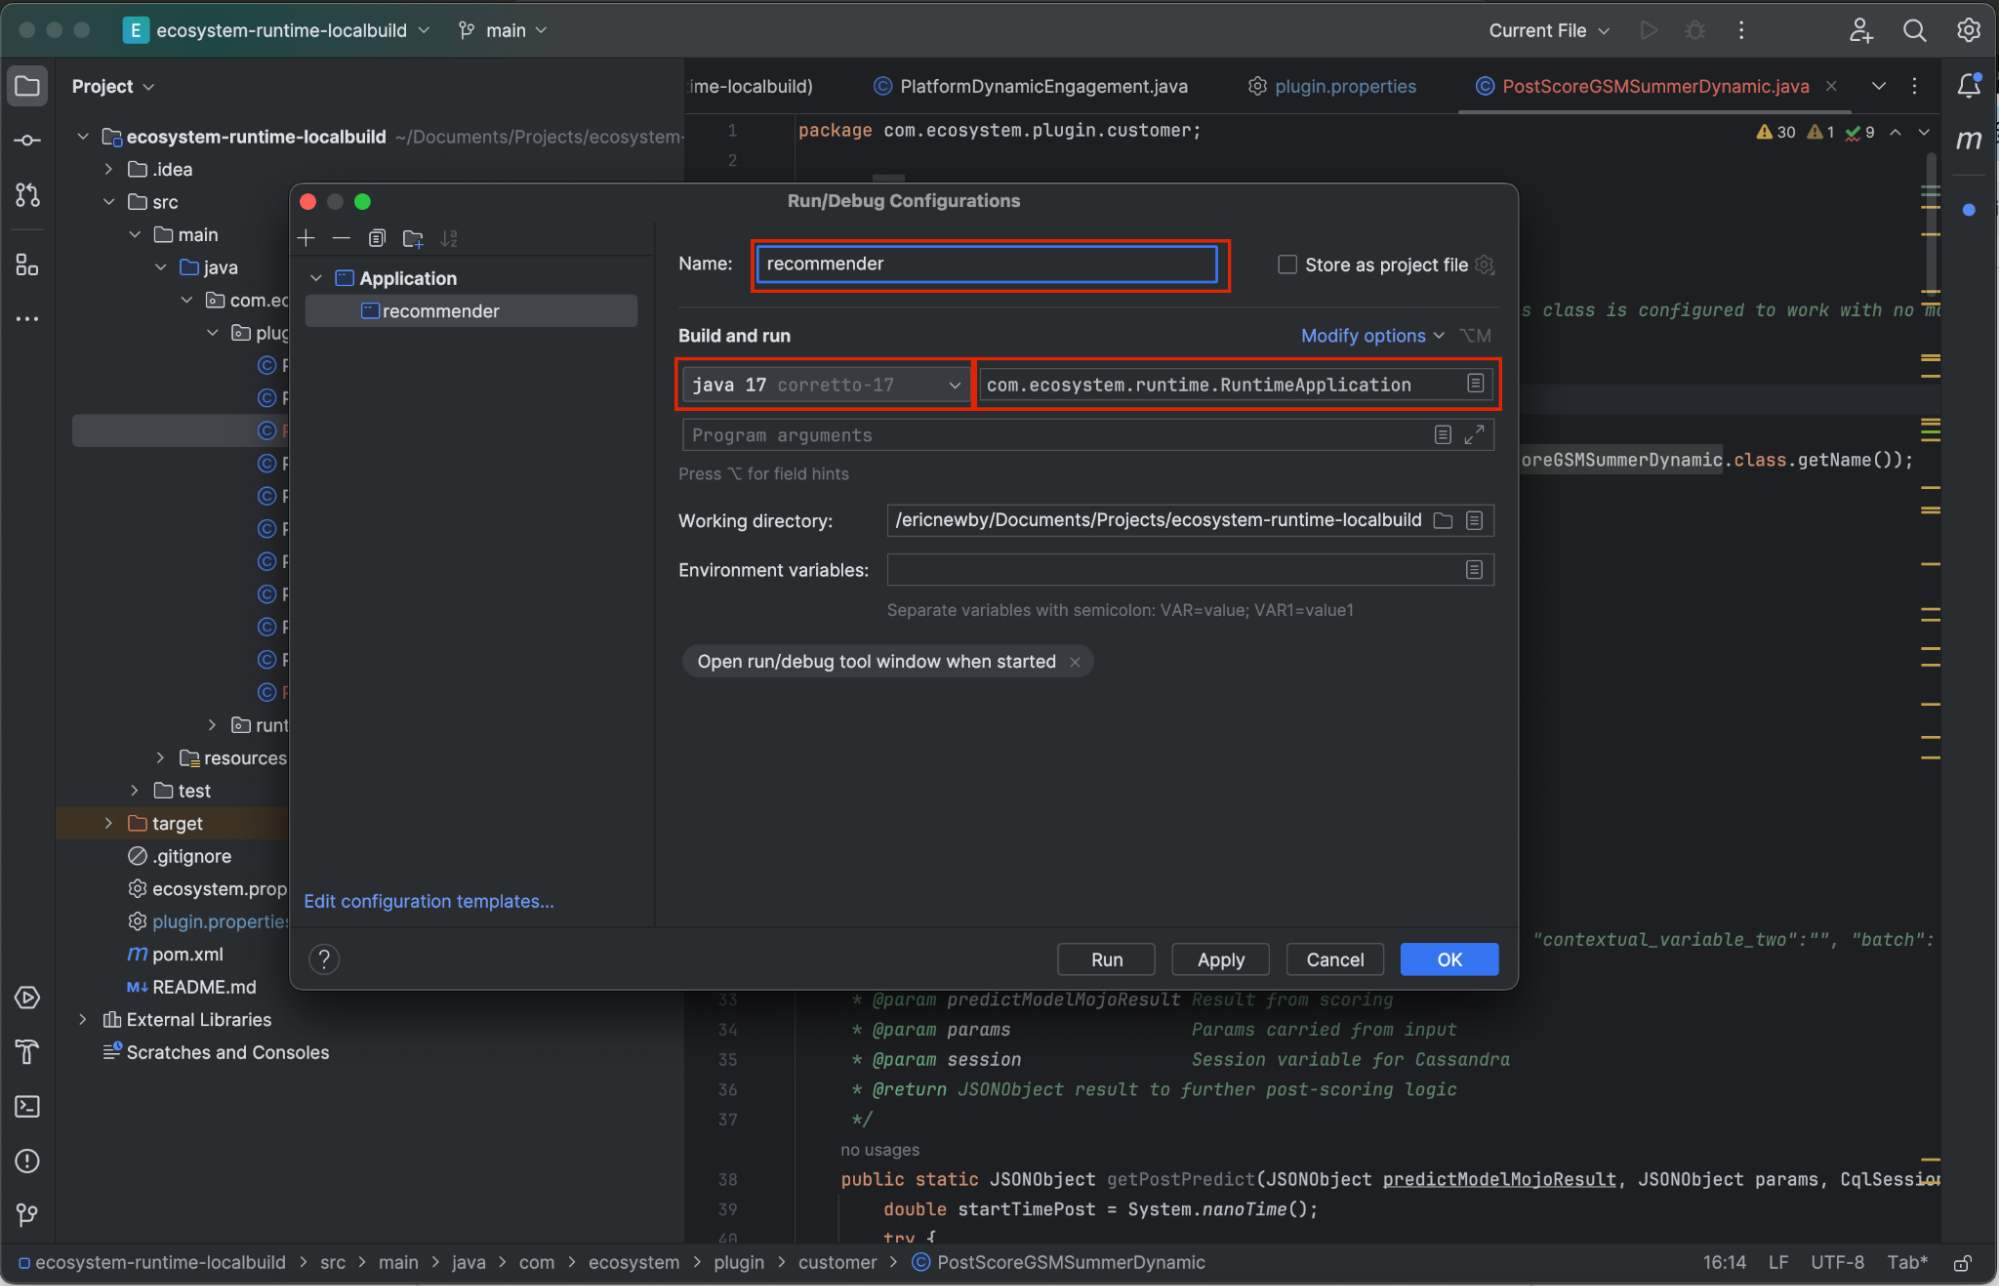 E ecosystem-runtime-localbuild main Current File
Project
ime-localbuild) PlatformDynamicEngagement.java plugin.properties PostScoreGSMSummerDynamic.java
ecosystem-runtime-localbuild ~/Documents/Projects/ecosystem-
.idea
src
main
java
com.ec
plug
runt
resources
test
target
.gitignore
ecosystem.prop
plugin.properties
pom.xml
README.md
External Libraries
Scratches and Consoles
1 package com.ecosystem.plugin.customer;
30 1 9
2
s class is configured to work with no mo
oreGSMSummerDynamic.class.getName());
"contextual_variable_two":"", "batch":
Run/Debug Configurations
Application
recommender
Edit configuration templates...
Name: recommender
Store as project file
Build and run
Modify options ⌥M
java 17 corretto-17 com.ecosystem.runtime.RuntimeApplication
Program arguments
Press ⌥ for field hints
Working directory: /ericnewby/Documents/Projects/ecosystem-runtime-localbuild
Environment variables:
Separate variables with semicolon: VAR=value; VAR1=value1
Open run/debug tool window when started
? Run Apply Cancel OK
33 * @param predictModelMojoResult Result from scoring
34 * @param params Params carried from input
35 * @param session Session variable for Cassandra
36 * @return JSONObject result to further post-scoring logic
37 */
no usages
38 public static JSONObject getPostPredict(JSONObject predictModelMojoResult, JSONObject params, CqlSession
39 double startTimePost = System.nanoTime();
40 try {
ecosystem-runtime-localbuild > src > main > java > com > ecosystem > plugin > customer > PostScoreGSMSummerDynamic
16:14 LF UTF-8 Tab*